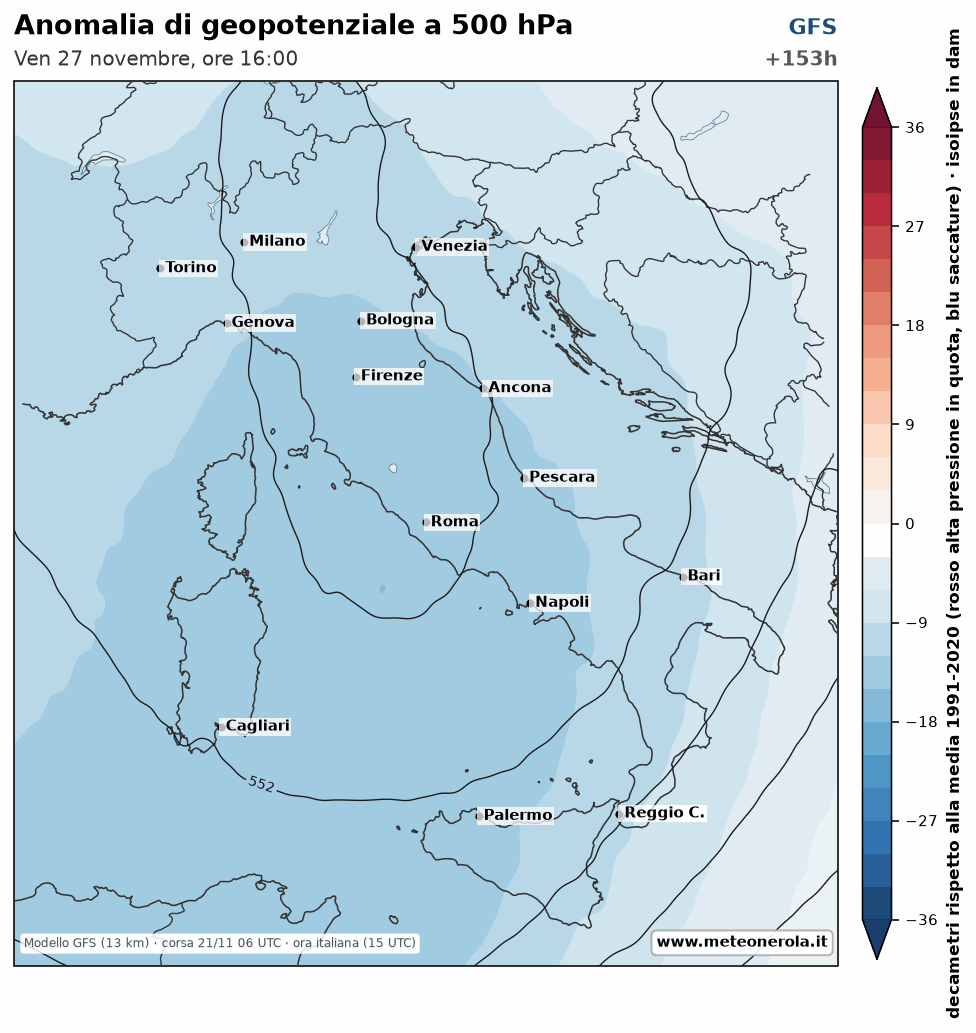 Anomalia di geopotenziale a 500 hPa
GFS
Ven 27 novembre, ore 16:00
+153h
Milano
Venezia
Torino
Genova
Bologna
Firenze
Ancona
Pescara
Roma
Bari
Napoli
Cagliari
552
Palermo
Reggio C.
Modello GFS (13 km) · corsa 21/11 06 UTC · ora italiana (15 UTC)
www.meteonerola.it
36
27
18
9
0
−9
−18
−27
−36
decametri rispetto alla media 1991-2020 (rosso alta pressione in quota, blu saccature) · isoipse in dam